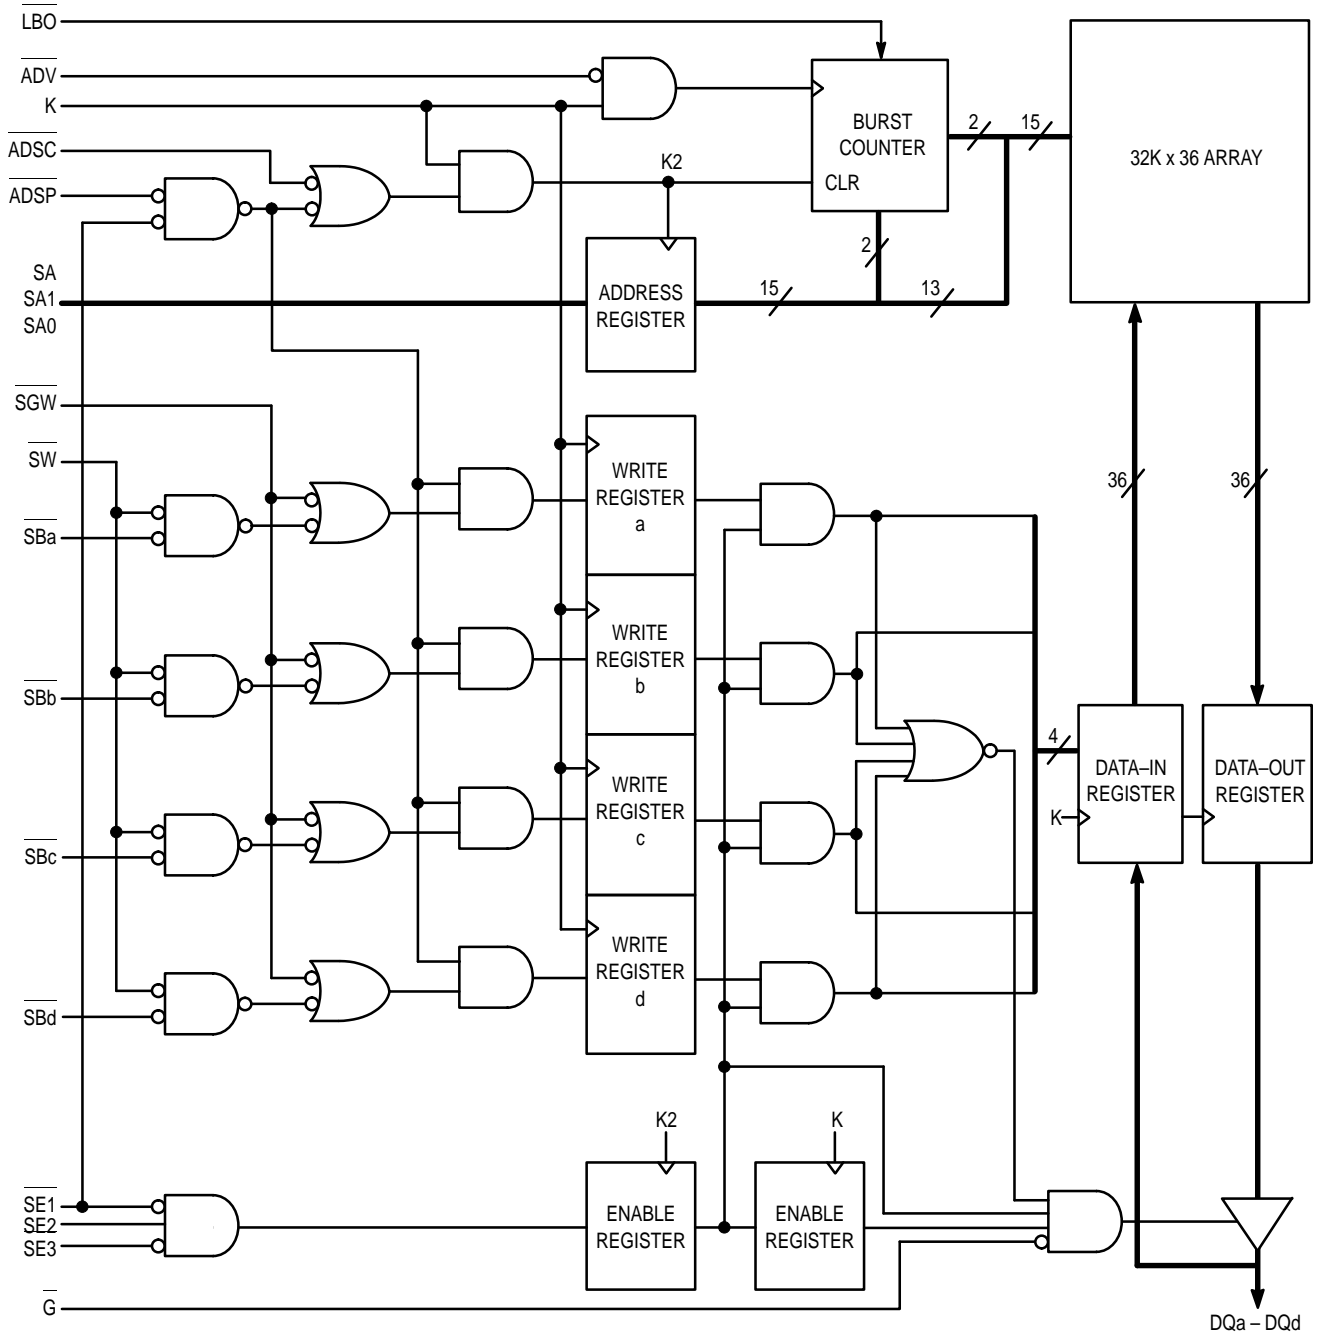 LBO
ADV
K
ADSC
ADSP
K2
BURST
COUNTER
CLR
2
15
32K x 36 ARRAY
2
SA
SA1
SA0
ADDRESS
REGISTER
15
13
SGW
SW
SBa
WRITE
REGISTER
a
36
36
SBb
WRITE
REGISTER
b
SBc
WRITE
REGISTER
c
4
DATA–IN
REGISTER
K
DATA–OUT
REGISTER
SBd
WRITE
REGISTER
d
K2
K
SE1
SE2
SE3
ENABLE
REGISTER
ENABLE
REGISTER
G
DQa – DQd